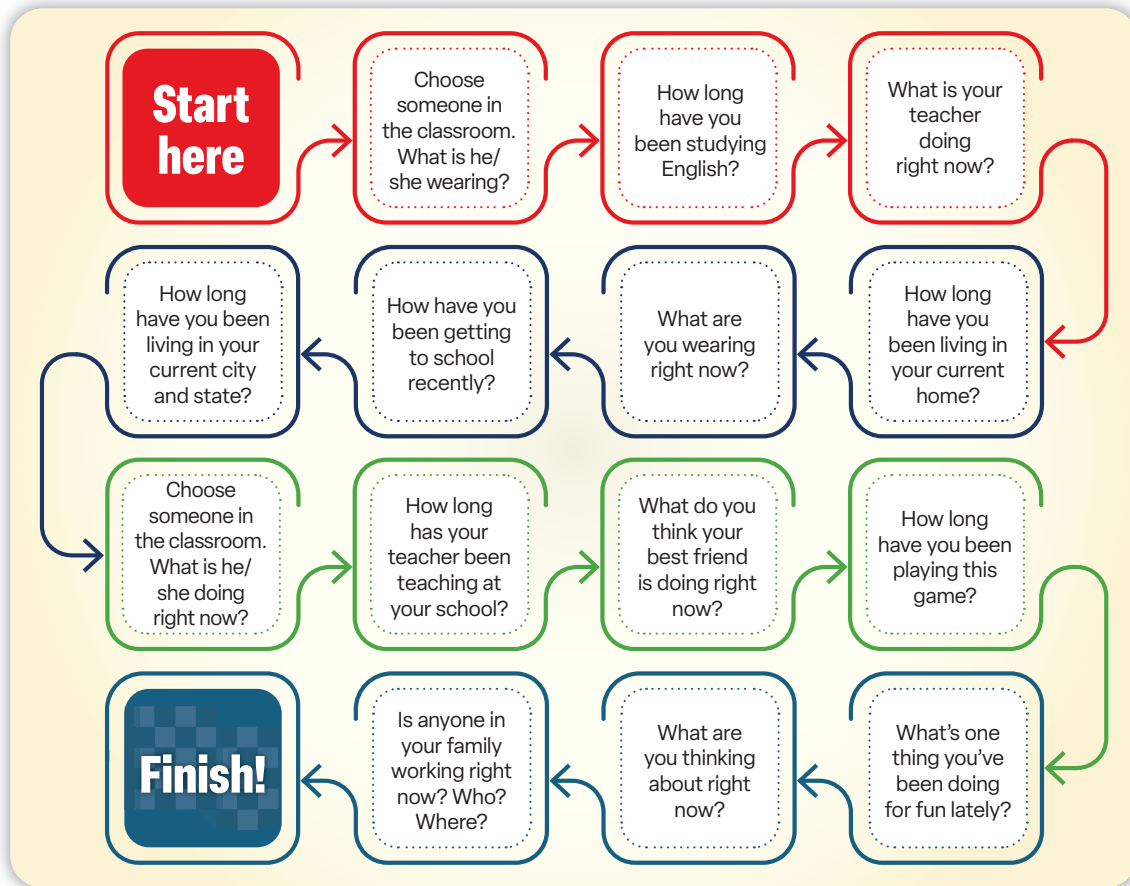 Start
here
Choose
someone in
the classroom.
What is he/
she wearing?
How long
have you
been studying
English?
What is your
teacher
doing
right now?
How long
have you
been living in
your current
home?
What are
you wearing
right now?
How have you
been getting
to school
recently?
How long
have you been
living in your
current city
and state?
Choose
someone in
the classroom.
What is he/
she doing
right now?
How long
has your
teacher been
teaching at
your school?
What do you
think your
best friend
is doing right
now?
How long
have you been
playing this
game?
What’s one
thing you’ve
been doing
for fun lately?
What are
you thinking
about right
now?
Is anyone in
your family
working right
now? Who?
Where?
Finish!